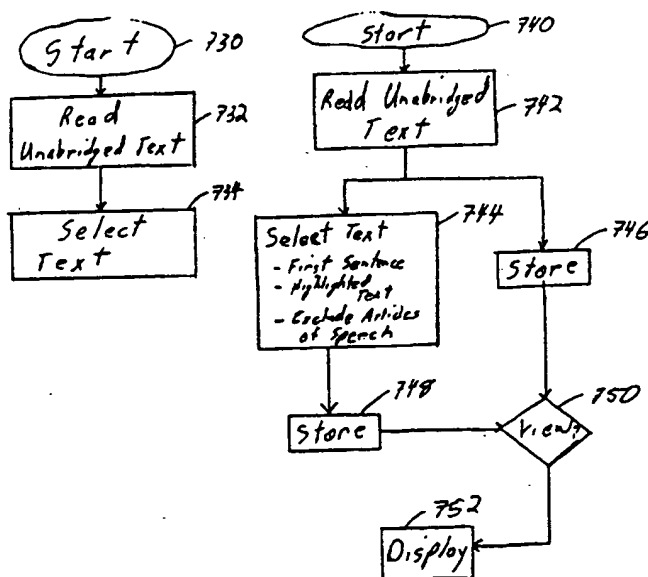 Start
730
Read
Unabridged Text
732
734
Select
Text
Start
740
Read Unabridged
Text
742
744
Select Text
- First Sentence
- Highlighted
Text
- Exclude Articles
of Speech
746
Store
748
Store
750
View?
752
Display